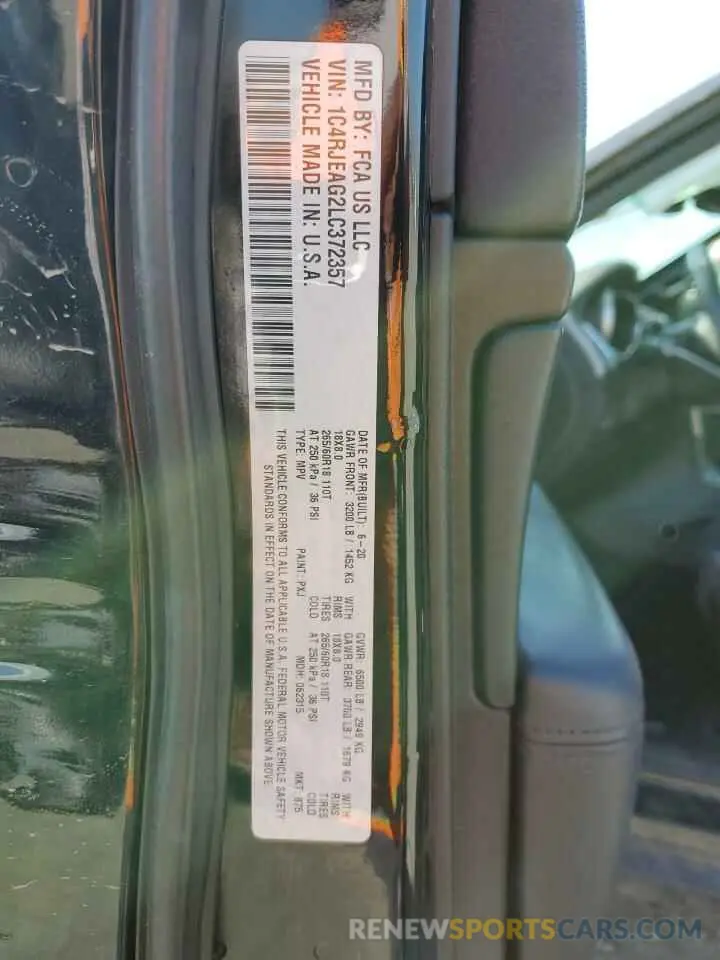 MFD BY: FCA US LLC
VIN: 1C4RJEAG2LC372357
VEHICLE MADE IN: U.S.A.
DATE OF MFR(BUILT): 6-20 GVWR: 6500 LB / 2949 KG
GAWR FRONT: 3200 LB / 1452 KG WITH GAWR REAR: 3700 LB / 1679 KG WITH
18X8.0 RIMS 18X8.0 RIMS
265/60R18 110T TIRES 265/60R18 110T TIRES
AT 250 kPa / 36 PSI COLD AT 250 kPa / 36 PSI COLD
TYPE: MPV PAINT: PXJ MDH: 062315 MKT: 875
THIS VEHICLE CONFORMS TO ALL APPLICABLE U.S.A. FEDERAL MOTOR VEHICLE SAFETY
STANDARDS IN EFFECT ON THE DATE OF MANUFACTURE SHOWN ABOVE
RENEWSPORTSCARS.COM